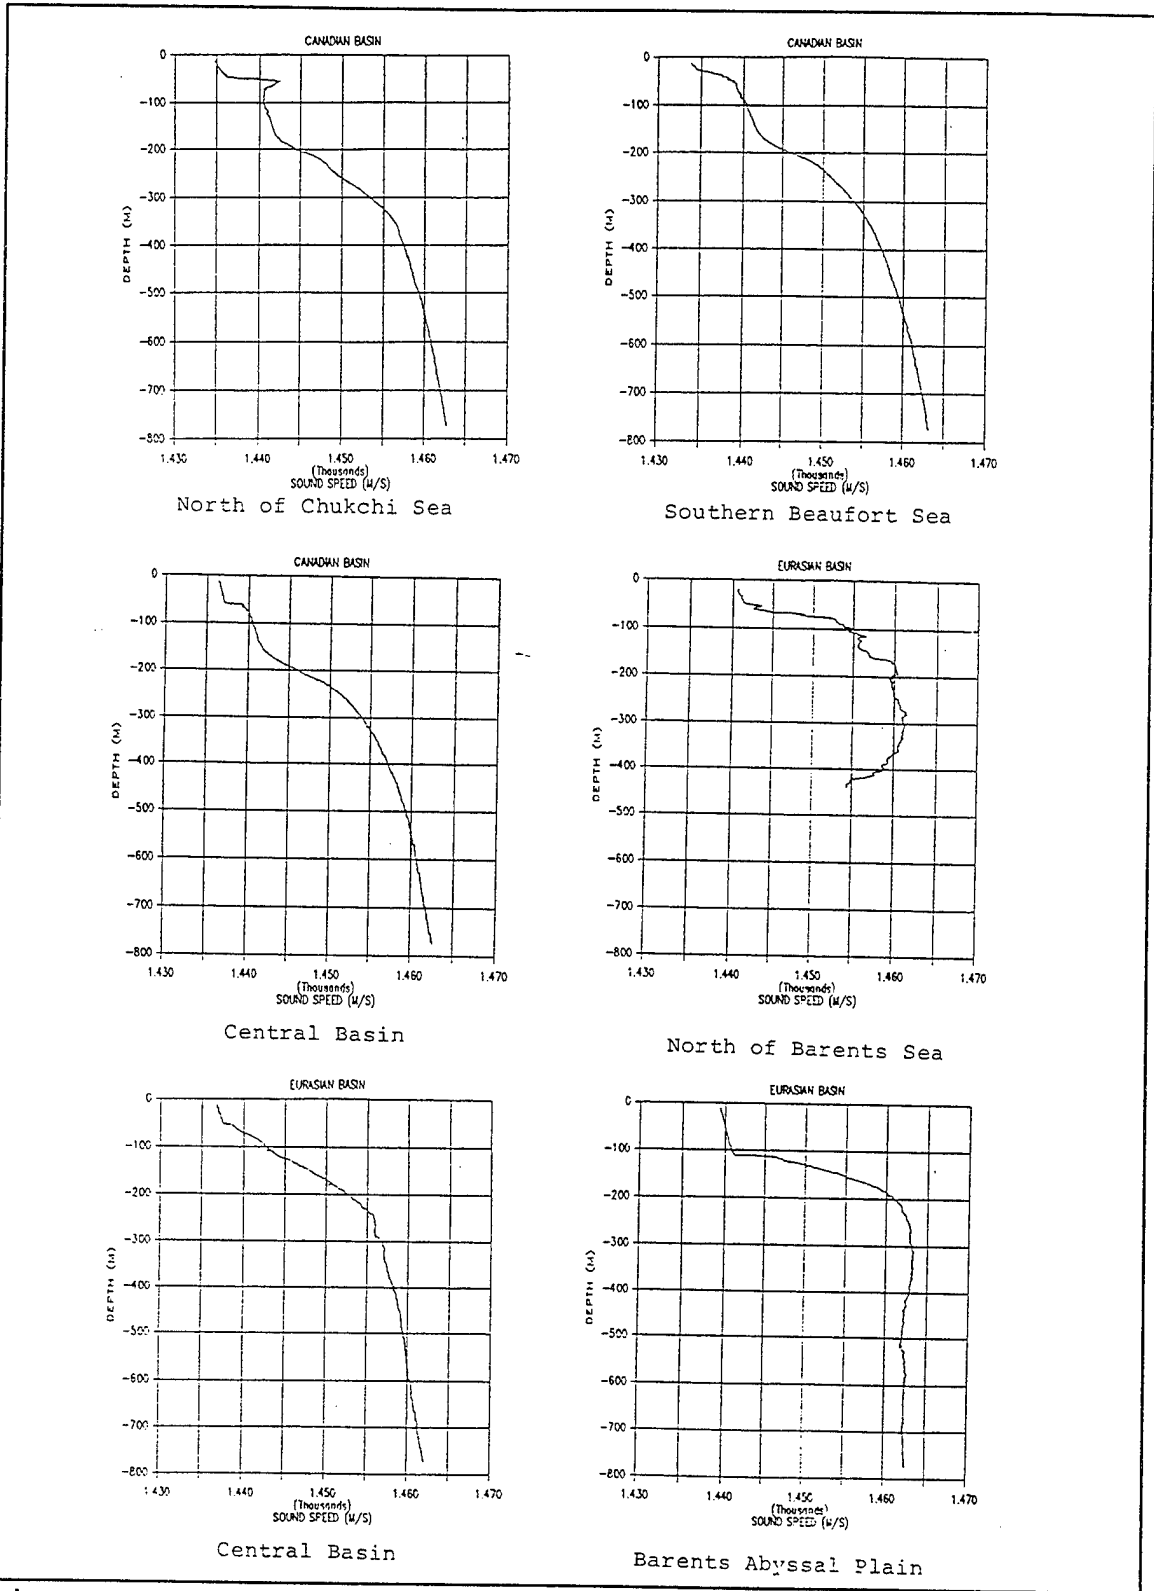 CANADIAN BASIN
0
-100
-200
-300
-400
-500
-600
-700
-800
DEPTH (M)
1.430 1.440 1.450 1.460 1.470
(Thousands)
SOUND SPEED (M/S)
North of Chukchi Sea
CANADIAN BASIN
0
-100
-200
-300
-400
-500
-600
-700
-800
DEPTH (M)
1.430 1.440 1.450 1.460 1.470
(Thousands)
SOUND SPEED (M/S)
Southern Beaufort Sea
CANADIAN BASIN
0
-100
-200
-300
-400
-500
-600
-700
-800
DEPTH (M)
1.430 1.440 1.450 1.460 1.470
(Thousands)
SOUND SPEED (M/S)
Central Basin
EURASIAN BASIN
0
-100
-200
-300
-400
-500
-600
-700
-800
DEPTH (M)
1.430 1.440 1.450 1.460 1.470
(Thousands)
SOUND SPEED (M/S)
North of Barents Sea
EURASIAN BASIN
0
-100
-200
-300
-400
-500
-600
-700
-800
DEPTH (M)
1.430 1.440 1.450 1.460 1.470
(Thousands)
SOUND SPEED (M/S)
Central Basin
EURASIAN BASIN
0
-100
-200
-300
-400
-500
-600
-700
-800
DEPTH (M)
1.430 1.440 1.450 1.460 1.470
(Thousands)
SOUND SPEED (M/S)
Barents Abyssal Plain